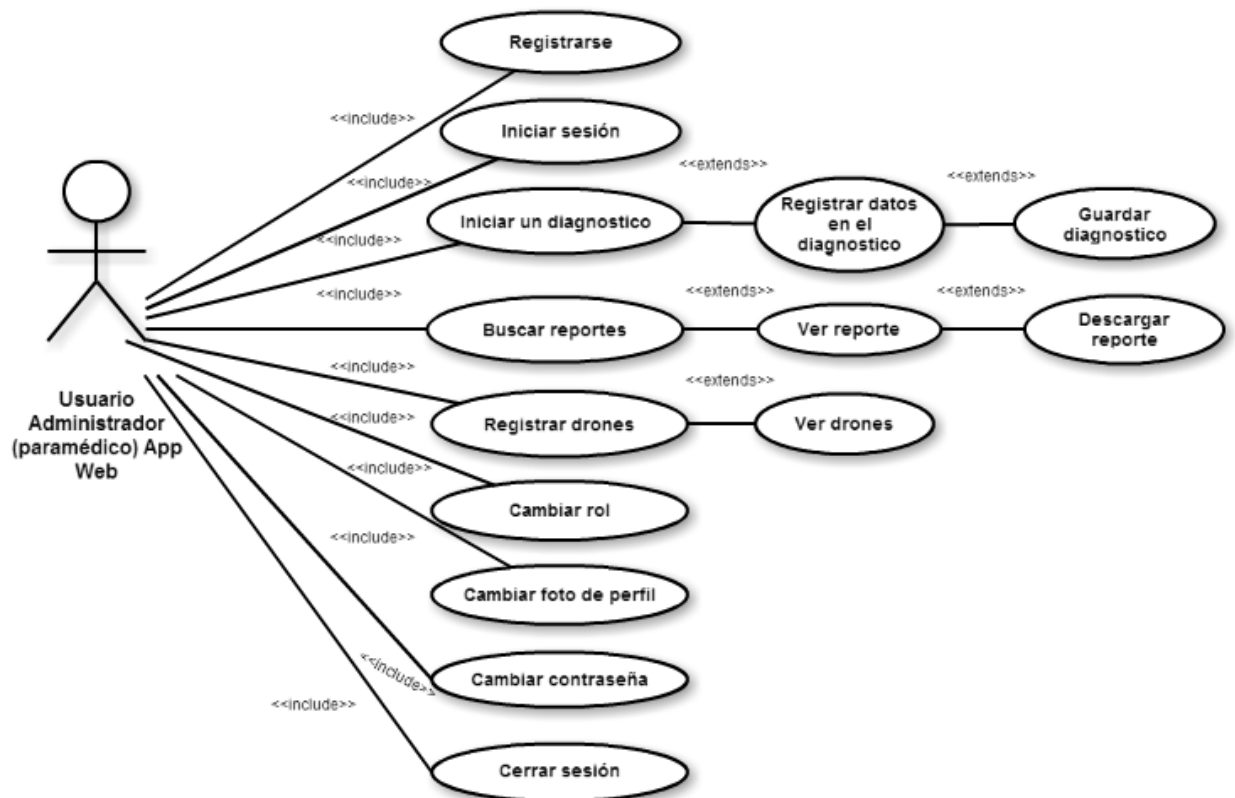 Registrarse
<<include>>
Iniciar sesión
<<include>>
<<extends>>
<<extends>>
Iniciar un diagnostico
Registrar datos
en el
diagnostico
Guardar
diagnostico
<<include>>
<<include>>
<<extends>>
<<extends>>
Buscar reportes
Ver reporte
Descargar
reporte
<<include>>
<<extends>>
Usuario
Administrador
(paramédico) App
Web
Registrar drones
Ver drones
<<include>>
<<include>>
Cambiar rol
<<include>>
Cambiar foto de perfil
<<include>>
Cambiar contraseña
<<include>>
Cerrar sesión